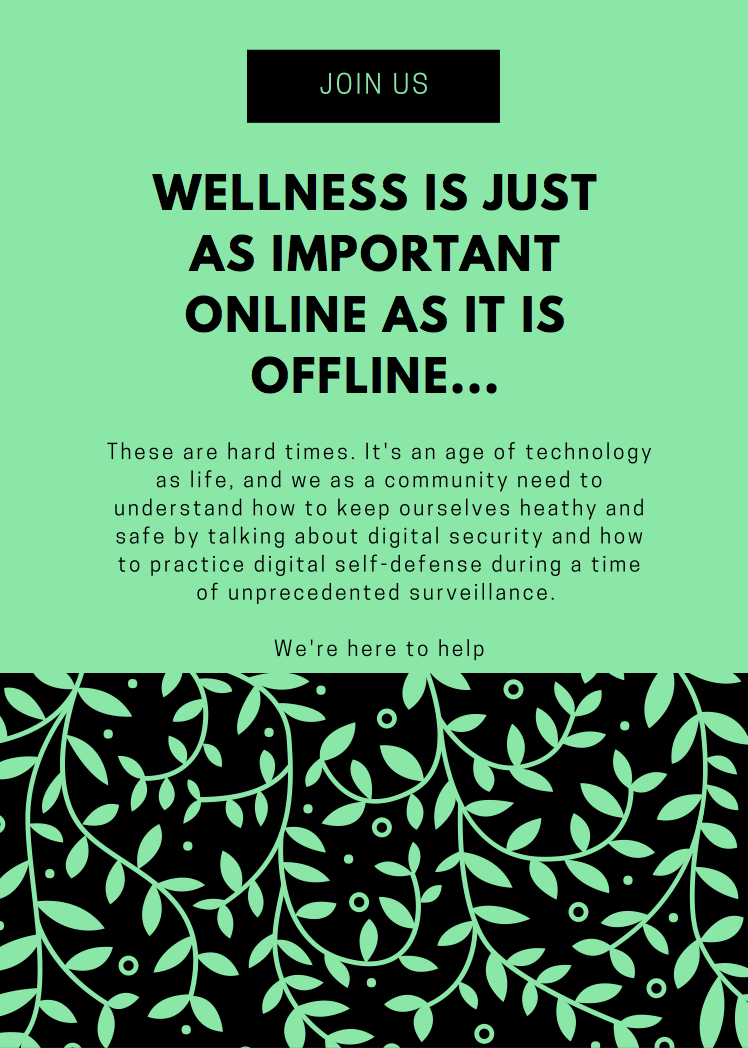 JOIN US
WELLNESS IS JUST
AS IMPORTANT
ONLINE AS IT IS
OFFLINE...
These are hard times. It's an age of technology
as life, and we as a community need to
understand how to keep ourselves heathy and
safe by talking about digital security and how
to practice digital self-defense during a time
of unprecedented surveillance.
We're here to help